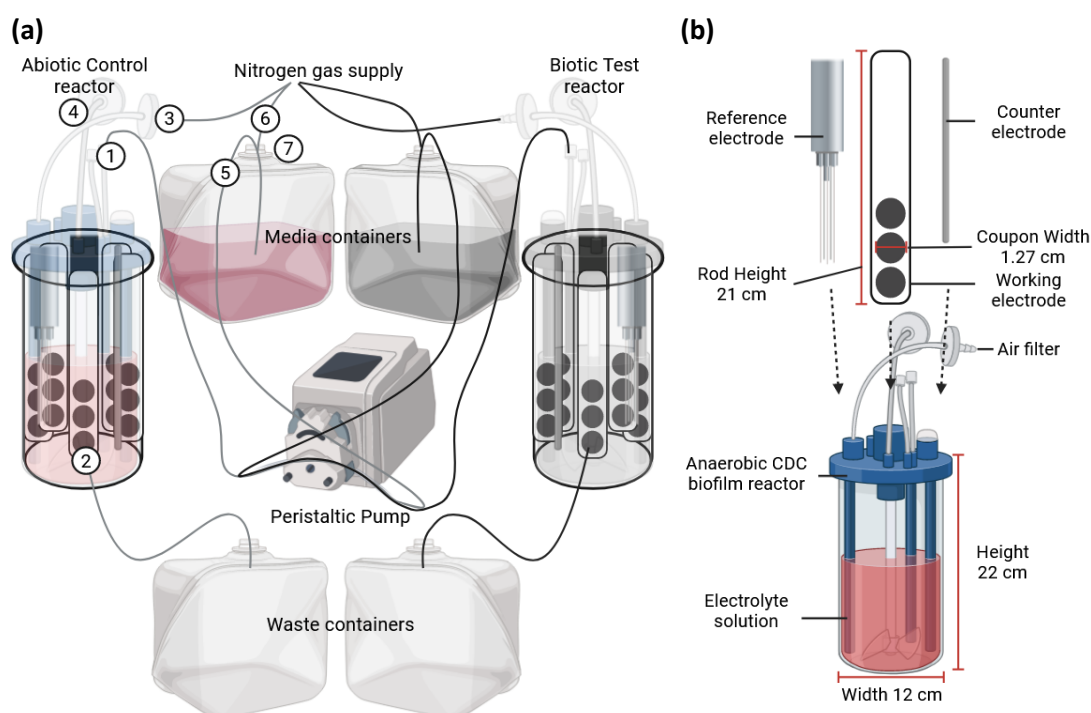 (a)
Abiotic Control
reactor
Nitrogen gas supply
Biotic Test
reactor
4
3
6
1
7
5
Media containers
2
Peristaltic Pump
Waste containers
(b)
Reference
electrode
Counter
electrode
Coupon Width
1.27 cm
Rod Height
21 cm
Working
electrode
Air filter
Anaerobic CDC
biofilm reactor
Height
22 cm
Electrolyte
solution
Width 12 cm